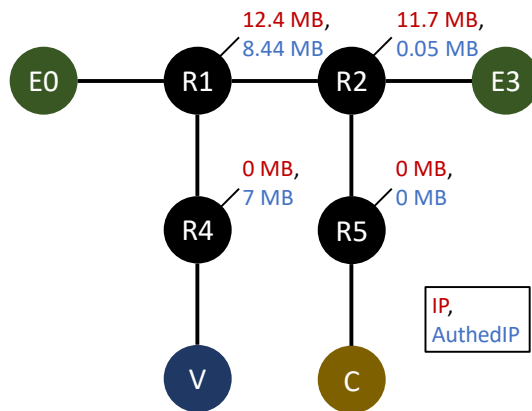 12.4 MB,
8.44 MB
11.7 MB,
0.05 MB
E0
R1
R2
E3
0 MB,
7 MB
0 MB,
0 MB
R4
R5
IP,
AuthedIP
V
C